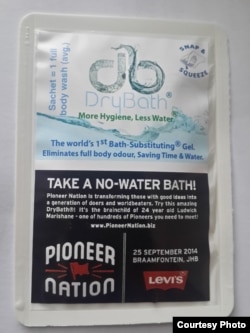 SNAP &
SQUEEZE
Sachet = 1 full
body wash (avg.)
db
DryBath®
More Hygiene, Less Water
The world's 1st Bath-Substituting® Gel.
Eliminates full body odour, Saving Time & Water.
TAKE A NO-WATER BATH!
Pioneer Nation is transforming those with good ideas into
a generation of doers and worldbeaters. Try this amazing
DryBath®! It's the brainchild of 24 year old Ludwick
Marishane - one of hundreds of Pioneers you need to meet!
www.PioneerNation.biz
PIONEER
NATION
25 SEPTEMBER 2014
BRAAMFONTEIN, JHB
LEVI'S
Courtesy Photo